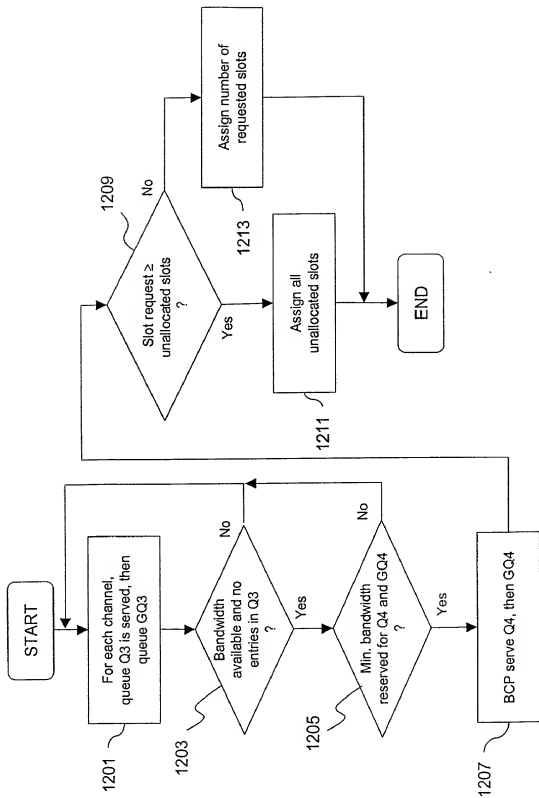 START
For each channel,
queue Q3 is served, then
queue GQ3
1201
Bandwidth
available and no
entries in Q3
?
1203
No
Yes
Min. bandwidth
reserved for Q4 and GQ4
?
1205
No
Yes
BCP serve Q4, then GQ4
1207
Slot request ≥
unallocated slots
?
1209
No
Yes
Assign all
unallocated slots
1211
Assign number of
requested slots
1213
END